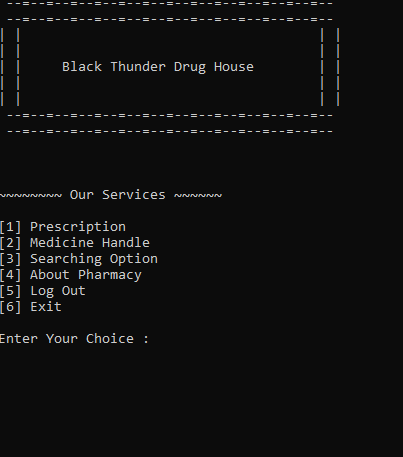 --=--=--=--=--=--=--=--=--=--=--=--=--=--
--=--=--=--=--=--=--=--=--=--=--=--=--=--
| | | |
| | | |
| | Black Thunder Drug House | |
| | | |
| | | |
--=--=--=--=--=--=--=--=--=--=--=--=--=--
--=--=--=--=--=--=--=--=--=--=--=--=--=--
~~~~~~~~ Our Services ~~~~~~
[1] Prescription
[2] Medicine Handle
[3] Searching Option
[4] About Pharmacy
[5] Log Out
[6] Exit
Enter Your Choice :